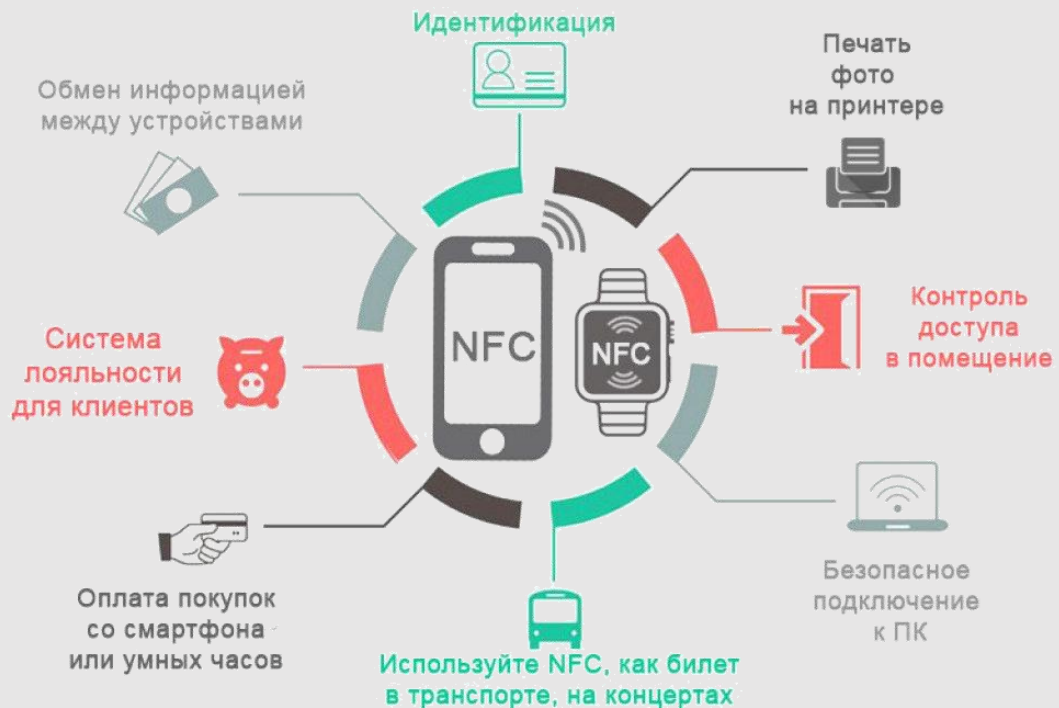 Идентификация
Печать
фото
на принтере
Обмен информацией
между устройствами
NFC
NFC
Контроль
доступа
в помещение
Система
лояльности
для клиентов
Безопасное
подключение
к ПК
Оплата покупок
со смартфона
или умных часов
Используйте NFC, как билет
в транспорте, на концертах